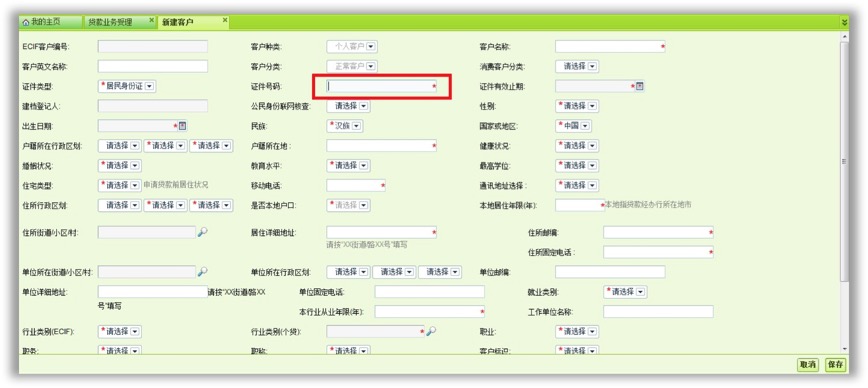 我的主页 贷款业务受理 新建客户
ECIF客户编号: 客户种类: 个人客户 客户名称: *
客户英文名称: 客户分类: 正常客户 消费客户分类: 请选择
证件类型: *居民身份证 证件号码: * 证件有效止期: *
建档登记人: 公民身份联网核查: 请选择 性别: *请选择
出生日期: * 民族: *汉族 国家或地区: *中国
户籍所在行政区划: 请选择 *请选择 *请选择 户籍所在地: * 健康状况: *请选择
婚姻状况: *请选择 教育水平: *请选择 最高学位: *请选择
住宅类型: *请选择 申请贷款前居住状况 移动电话: * 通讯地址选择: *请选择
住所行政区划: *请选择 *请选择 *请选择 是否本地户口: *请选择 本地居住年限(年): *本地指贷款经办行所在地市
住所街道/小区/村: 居住详细地址: * 住所邮编: *
请按"XX街道/路XX号"填写 住所固定电话: *
单位所在街道/小区/村: 单位所在行政区划: 请选择 请选择 请选择 单位邮编:
单位详细地址: 请按"XX街道/路XX 单位固定电话: 就业类别: *请选择
号"填写 本行业从业年限(年): * 工作单位名称:
行业类别(ECIF): *请选择 行业类别(个贷): * 职业: *请选择
职务: *请选择 职称: *请选择 客户标识: *请选择
取消 保存